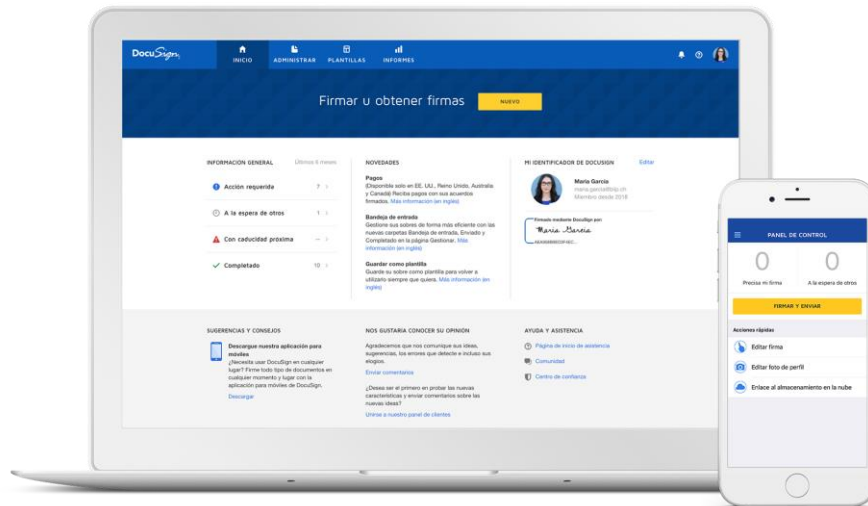 DocuSign
INICIO
ADMINISTRAR
PLANTILLAS
INFORMES
Firmar u obtener firmas
NUEVO
INFORMACIÓN GENERAL
Últimos 6 meses
Acción requerida
7
A la espera de otros
1
Con caducidad próxima
--
Completado
10
NOVEDADES
Pagos
(Disponible solo en EE. UU., Reino Unido, Australia
y Canadá) Reciba pagos con sus acuerdos
firmados. Más información (en inglés)
Bandeja de entrada
Gestione sus sobres de forma más eficiente con las
nuevas carpetas Bandeja de entrada, Enviado y
Completado en la página Gestionar. Más
información (en inglés)
Guardar como plantilla
Guarde su sobre como plantilla para volver a
utilizarlo siempre que quiera. Más información (en
inglés)
MI IDENTIFICADOR DE DOCUSIGN
Editar
Maria Garcia
Miembro desde 2018
Firmado mediante DocuSign por
Maria Garcia
SUGERENCIAS Y CONSEJOS
Descargue nuestra aplicación para
móviles
¿Necesita usar DocuSign en cualquier
lugar? Firme todo tipo de documentos en
cualquier momento y lugar con la
aplicación para móviles de DocuSign.
Descargar
NOS GUSTARÍA CONOCER SU OPINIÓN
Agradecemos que nos comunique sus ideas,
sugerencias, los errores que detecte e incluso sus
elogios.
Enviar comentarios
¿Desea ser el primero en probar las nuevas
características y enviar comentarios sobre las
nuevas ideas?
Unirse a nuestro panel de clientes
AYUDA Y ASISTENCIA
Página de inicio de asistencia
Comunidad
Centro de confianza
PANEL DE CONTROL
0
0
Precisa mi firma
A la espera de otros
FIRMAR Y ENVIAR
Acciones rápidas
Editar firma
Editar foto de perfil
Enlace al almacenamiento en la nube